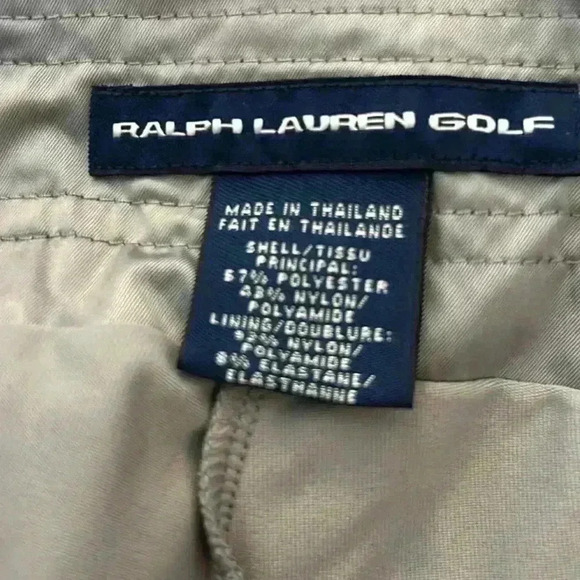 RALPH LAUREN GOLF
MADE IN THAILAND
FAIT EN THAILANDE
SHELL/TISSU
PRINCIPAL:
57% POLYESTER
43% NYLON/
POLYAMIDE
LINING/DOUBLURE:
92% NYLON/
POLYAMIDE
8% ELASTANE/
ELASTHANNE